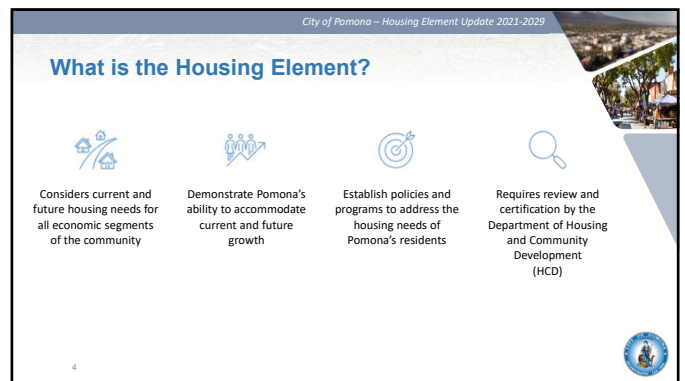 City of Pomona – Housing Element Update 2021-2029
What is the Housing Element?
Considers current and
future housing needs for
all economic segments
of the community
Demonstrate Pomona's
ability to accommodate
current and future
growth
Establish policies and
programs to address the
housing needs of
Pomona's residents
Requires review and
certification by the
Department of Housing
and Community
Development
(HCD)
4
CITY OF POMONA